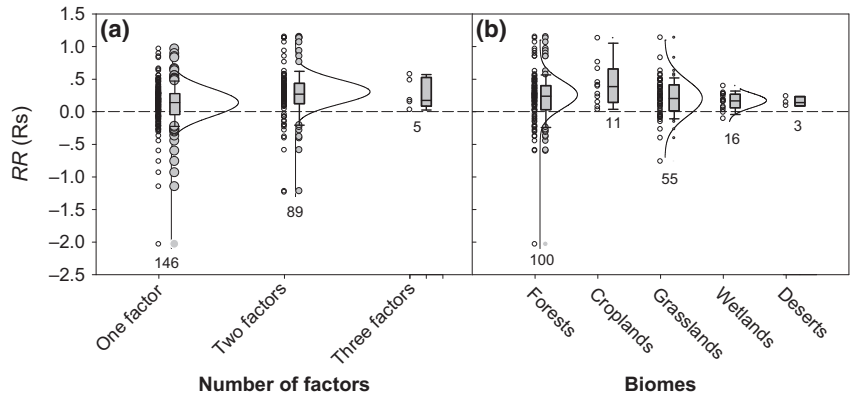 (a)
(b)
RR (Rs)
1.5
1.0
.5
0.0
–.5
–1.0
–1.5
–2.0
–2.5
146
89
5
100
11
55
16
3
One factor
Two factors
Three factors
Forests
Croplands
Grasslands
Wetlands
Deserts
Number of factors
Biomes